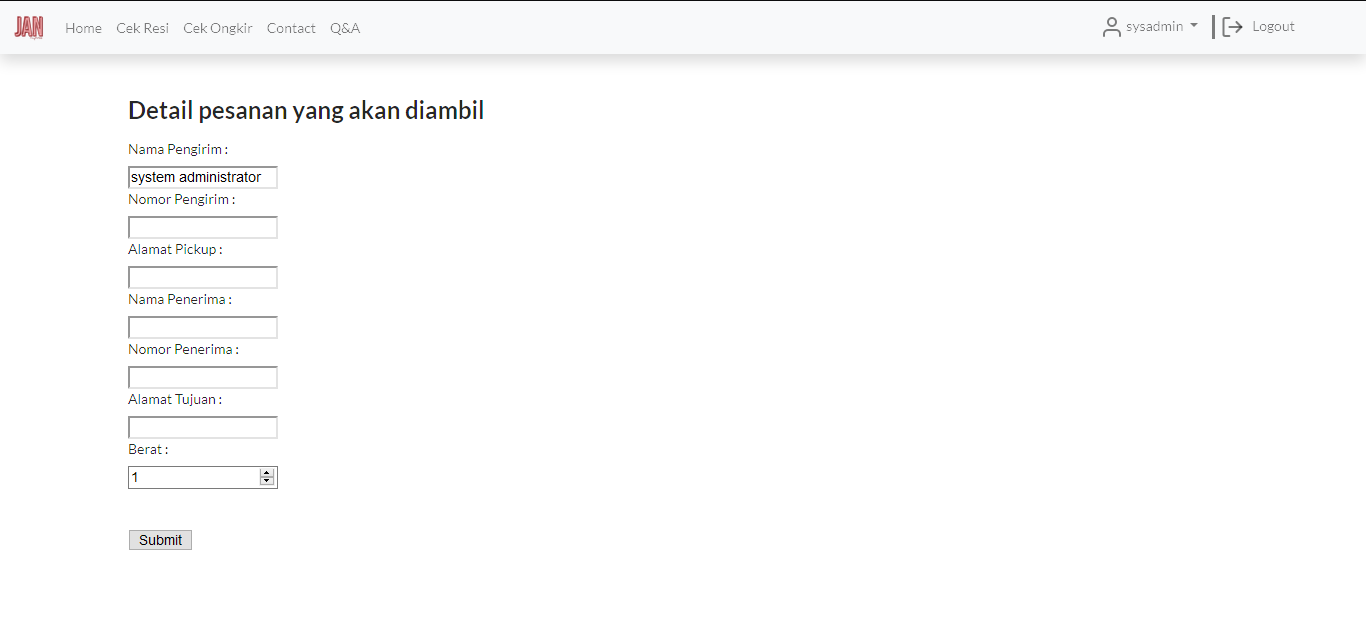 JAN Home Cek Resi Cek Ongkir Contact Q&A sysadmin Logout
Detail pesanan yang akan diambil
Nama Pengirim :
system administrator
Nomor Pengirim :
Alamat Pickup :
Nama Penerima :
Nomor Penerima :
Alamat Tujuan :
Berat :
1
Submit